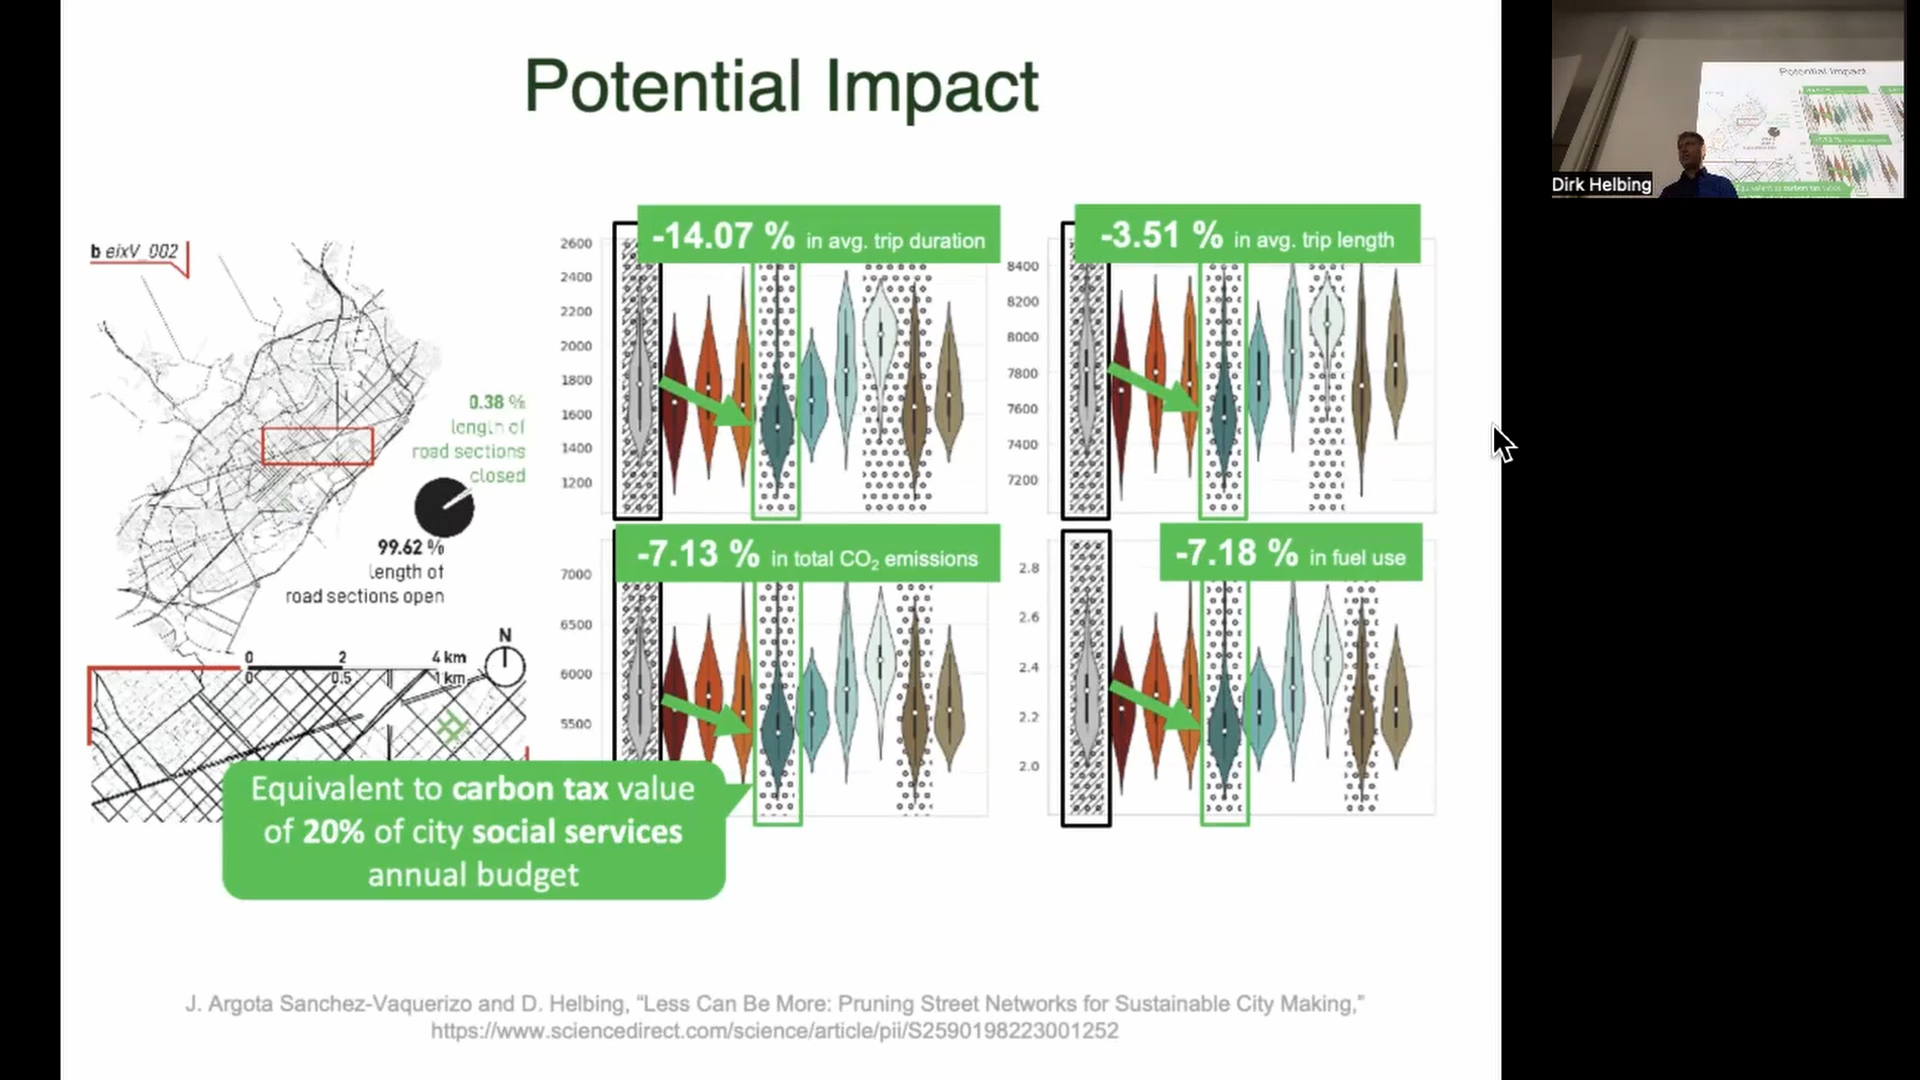 Potential Impact
b eixV_002
0.38 %
length of
road sections
closed
99.62 %
length of
road sections open
N
0 2 4 km
0 0.5 1 km
-14.07 % in avg. trip duration
2600
2400
2200
2000
1800
1600
1400
1200
-3.51 % in avg. trip length
8400
8200
8000
7800
7600
7400
7200
-7.13 % in total CO₂ emissions
7000
6500
6000
5500
-7.18 % in fuel use
2.8
2.6
2.4
2.2
2.0
Equivalent to carbon tax value
of 20% of city social services
annual budget
J. Argota Sanchez-Vaquerizo and D. Helbing, “Less Can Be More: Pruning Street Networks for Sustainable City Making,”
https://www.sciencedirect.com/science/article/pii/S2590198223001252
Potential Impact
Dirk Helbing